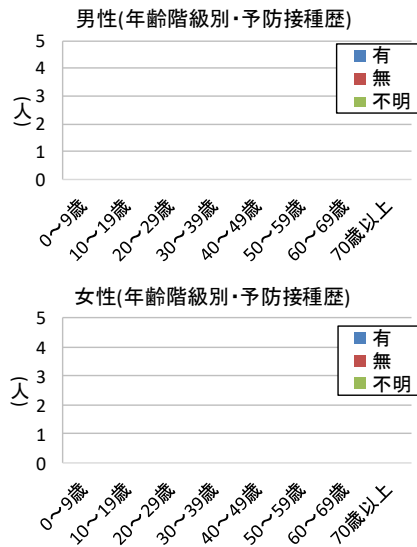 男性(年齢階級別・予防接種歴)
5
4
3
2
1
0
(人)
有
無
不明
0～9歳
10～19歳
20～29歳
30～39歳
40～49歳
50～59歳
60～69歳
70歳以上
女性(年齢階級別・予防接種歴)
5
4
3
2
1
0
(人)
有
無
不明
0～9歳
10～19歳
20～29歳
30～39歳
40～49歳
50～59歳
60～69歳
70歳以上